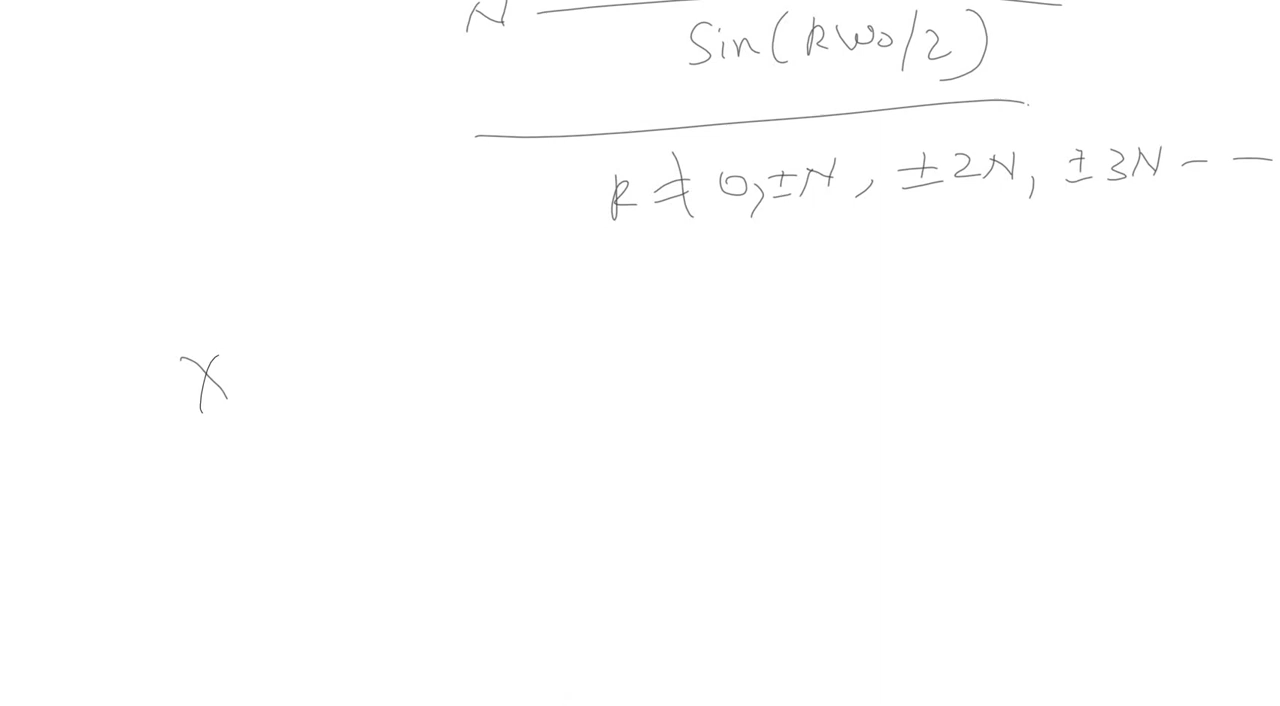 N
Sin(kω0/2)
k ≠ 0, ±N, ±2N, ±3N - -
X